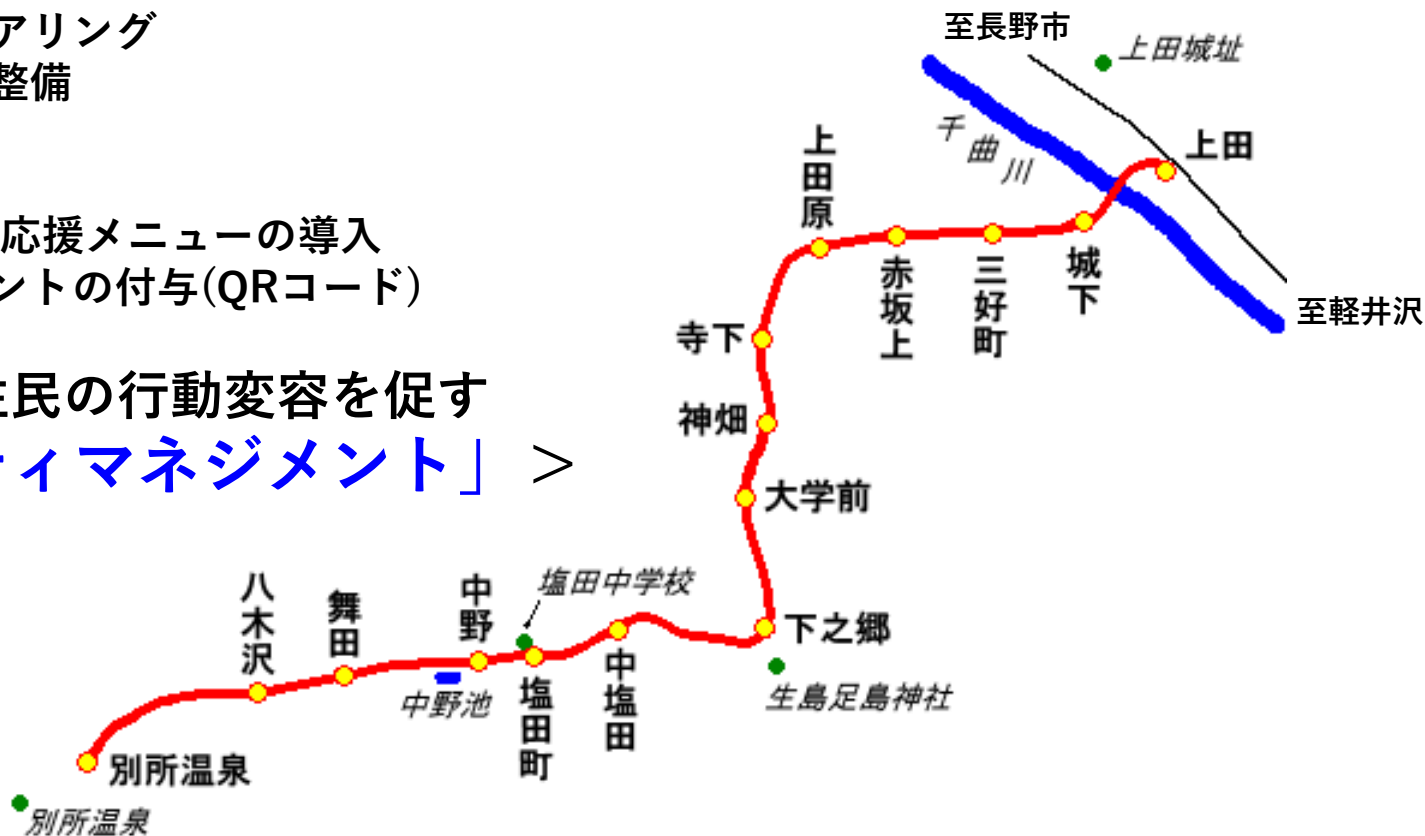 アリング
整備
応援メニューの導入
ントの付与(QRコード)
民の行動変容を促す
ィマネジメント」 >
至長野市
上田城址
千曲川
上田
至軽井沢
城下
三好町
赤坂上
上田原
寺下
神畑
大学前
下之郷
生島足島神社
中塩田
塩田中学校
塩田町
中野
中野池
舞田
八木沢
別所温泉
別所温泉